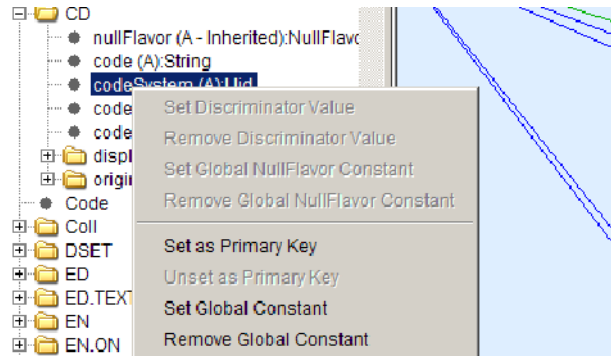 CD
nullFlavor (A - Inherited):NullFlavc
code (A):String
codeSystem (A):Uid
code
code
displ
origin
Code
Coll
DSET
ED
ED.TEXT
EN
EN.ON
Set Discriminator Value
Remove Discriminator Value
Set Global NullFlavor Constant
Remove Global NullFlavor Constant
Set as Primary Key
Unset as Primary Key
Set Global Constant
Remove Global Constant